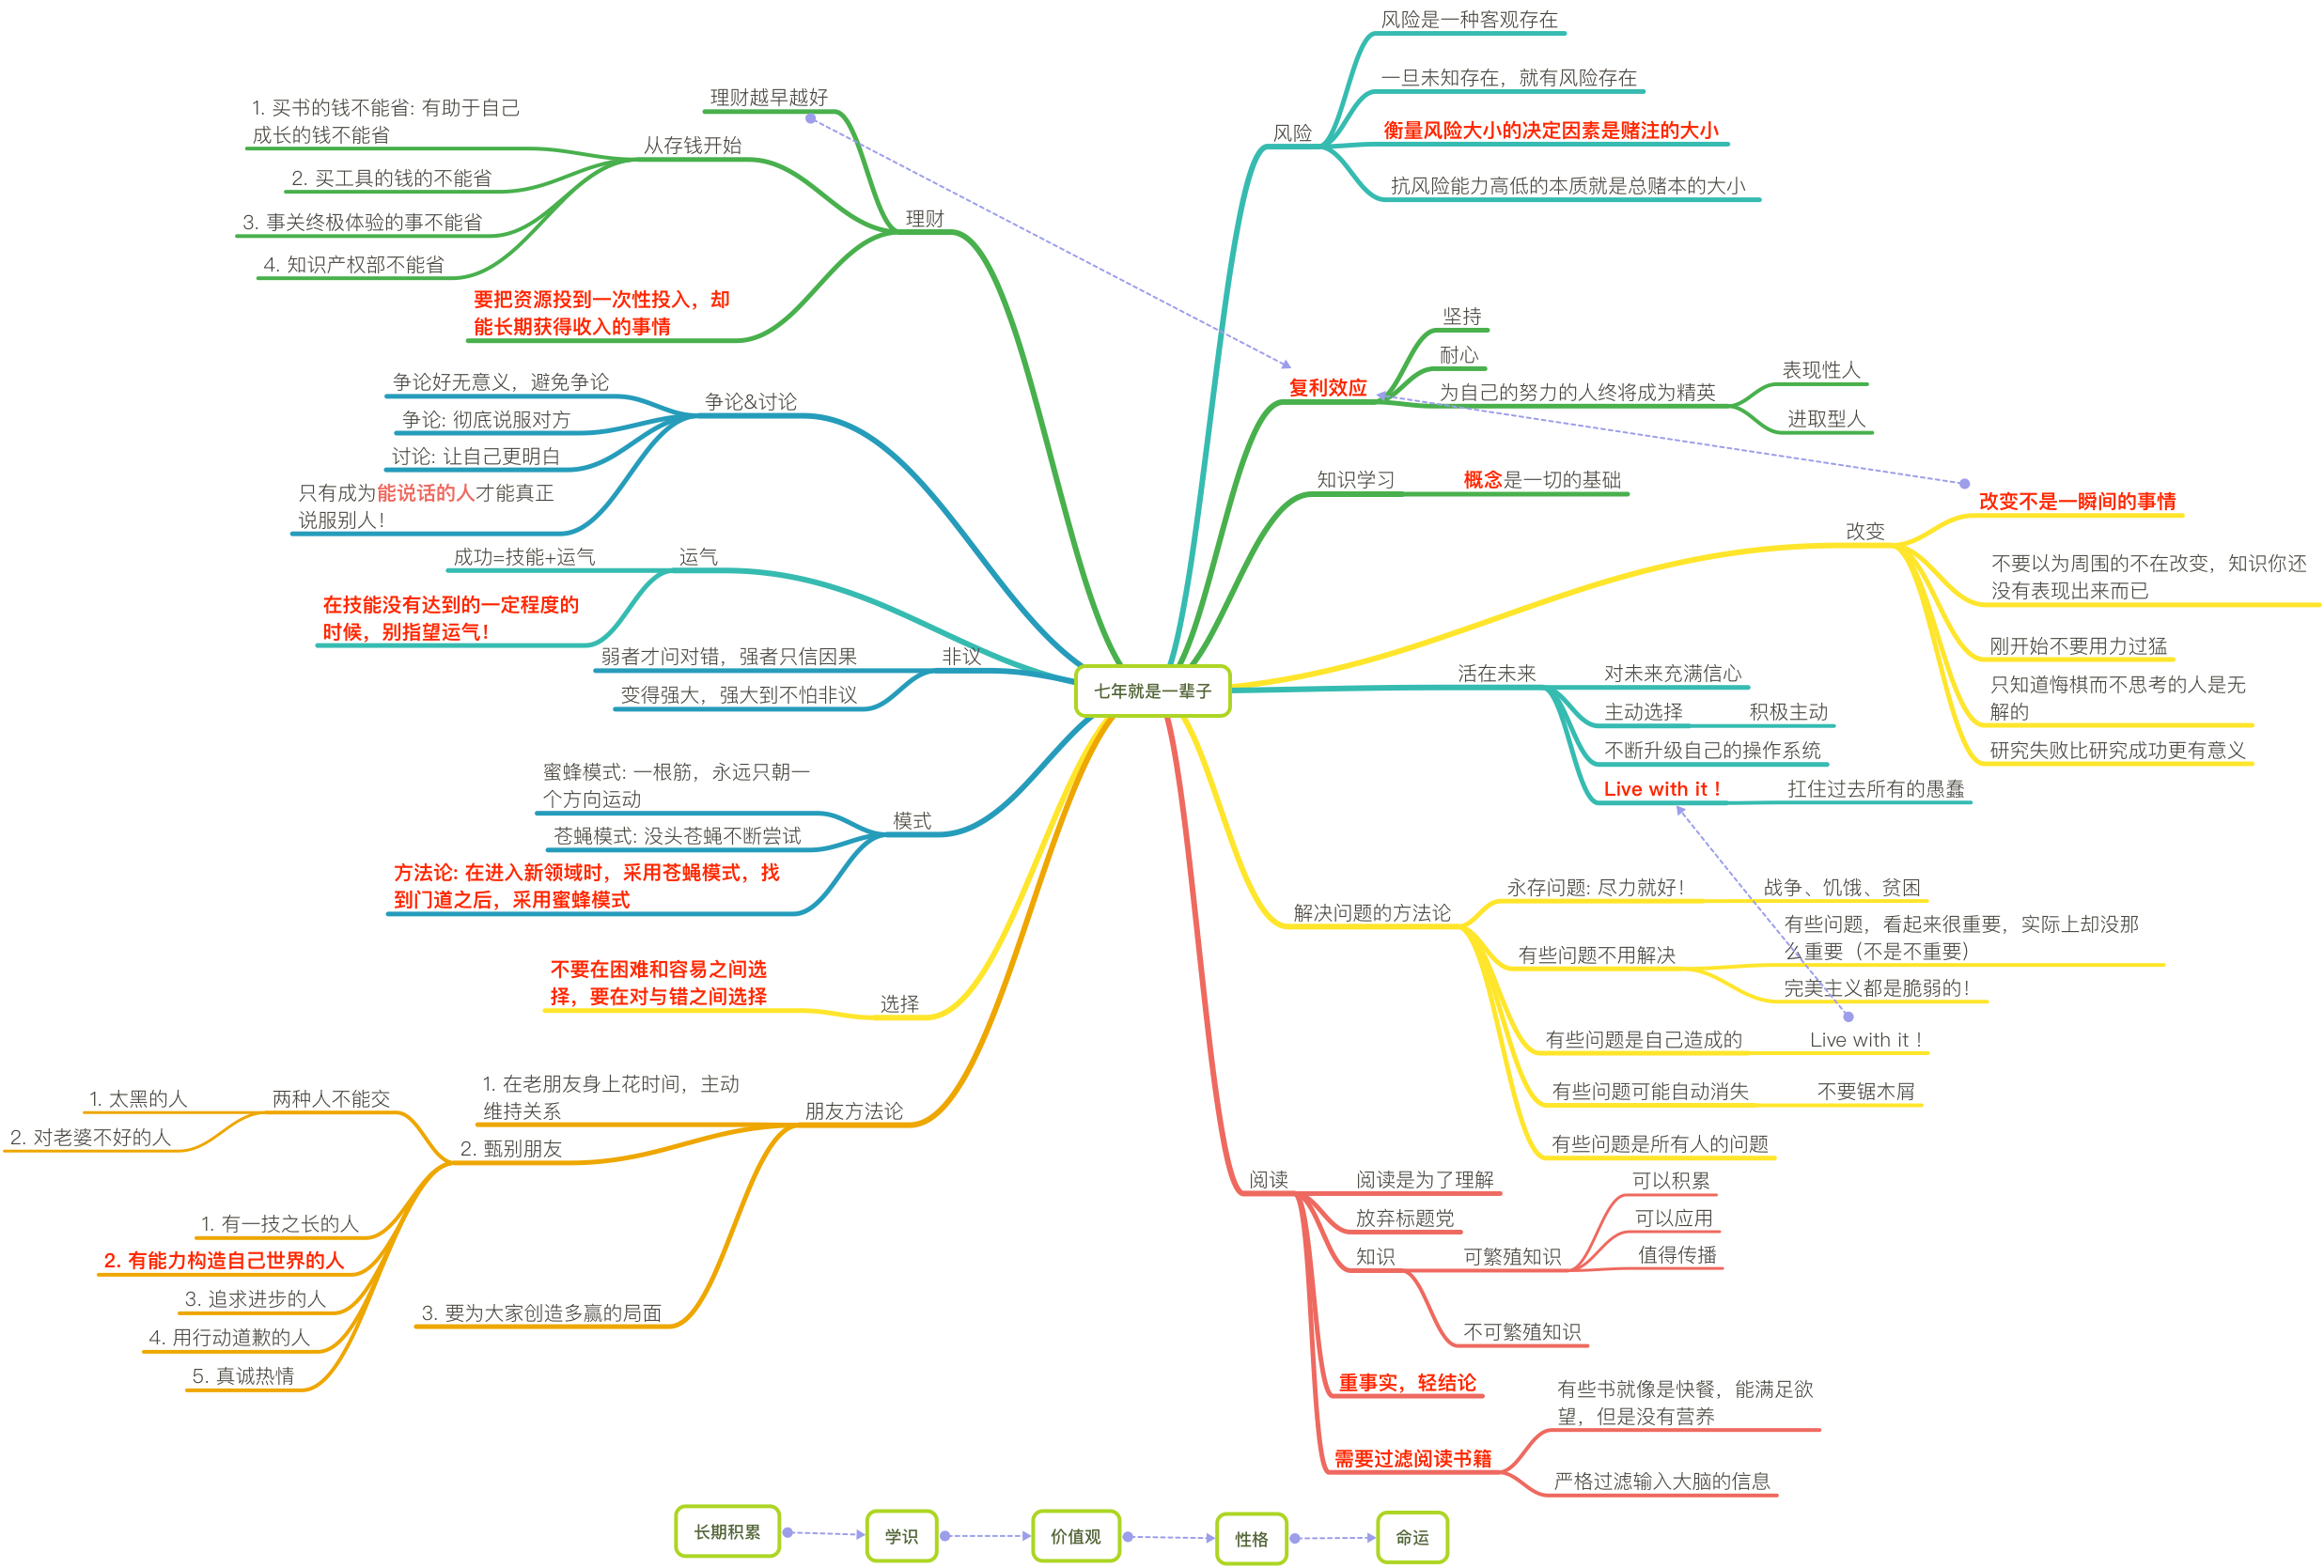 七年就是一辈子
风险
风险是一种客观存在
一旦未知存在，就有风险存在
衡量风险大小的决定因素是赌注的大小
抗风险能力高低的本质就是总赌本的大小
复利效应
坚持
耐心
为自己的努力的人终将成为精英
表现性人
进取型人
知识学习
概念是一切的基础
改变
改变不是一瞬间的事情
不要以为周围的不在改变，知识你还
没有表现出来而已
刚开始不要用力过猛
只知道悔棋而不思考的人是无
解的
研究失败比研究成功更有意义
活在未来
对未来充满信心
主动选择
积极主动
不断升级自己的操作系统
Live with it！
扛住过去所有的愚蠢
解决问题的方法论
永存问题: 尽力就好！
战争、饥饿、贫困
有些问题不用解决
有些问题，看起来很重要，实际上却没那
么重要（不是不重要）
完美主义都是脆弱的！
有些问题是自己造成的
Live with it！
有些问题可能自动消失
不要锯木屑
有些问题是所有人的问题
阅读
阅读是为了理解
放弃标题党
知识
可繁殖知识
可以积累
可以应用
值得传播
不可繁殖知识
重事实，轻结论
需要过滤阅读书籍
有些书就像是快餐，能满足欲
望，但是没有营养
严格过滤输入大脑的信息
理财
理财越早越好
从存钱开始
1. 买书的钱不能省: 有助于自己
成长的钱不能省
2. 买工具的钱的不能省
3. 事关终极体验的事不能省
4. 知识产权部不能省
要把资源投到一次性投入，却
能长期获得收入的事情
争论&讨论
争论好无意义，避免争论
争论: 彻底说服对方
讨论: 让自己更明白
只有成为能说话的人才能真正
说服别人！
运气
成功=技能+运气
在技能没有达到的一定程度的
时候，别指望运气！
非议
弱者才问对错，强者只信因果
变得强大，强大到不怕非议
模式
蜜蜂模式: 一根筋，永远只朝一
个方向运动
苍蝇模式: 没头苍蝇不断尝试
方法论: 在进入新领域时，采用苍蝇模式，找
到门道之后，采用蜜蜂模式
选择
不要在困难和容易之间选
择，要在对与错之间选择
朋友方法论
1. 在老朋友身上花时间，主动
维持关系
2. 甄别朋友
两种人不能交
1. 太黑的人
2. 对老婆不好的人
1. 有一技之长的人
2. 有能力构造自己世界的人
3. 追求进步的人
4. 用行动道歉的人
5. 真诚热情
3. 要为大家创造多赢的局面
长期积累
学识
价值观
性格
命运